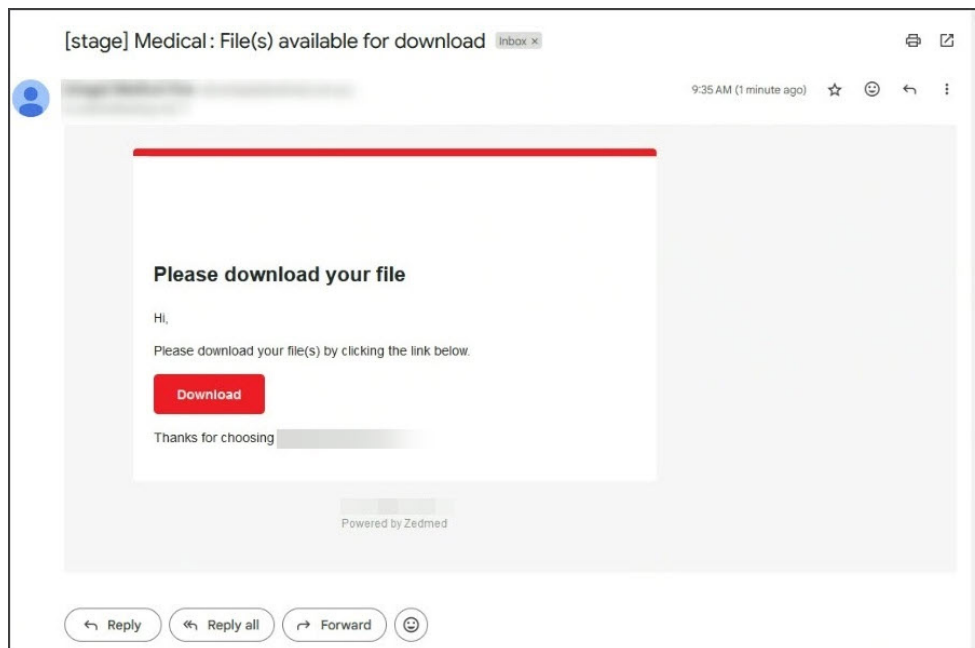 [stage] Medical : File(s) available for download Inbox ×
9:35 AM (1 minute ago)
Please download your file
Hi,
Please download your file(s) by clicking the link below.
Download
Thanks for choosing
Powered by Zedmed
Reply Reply all Forward